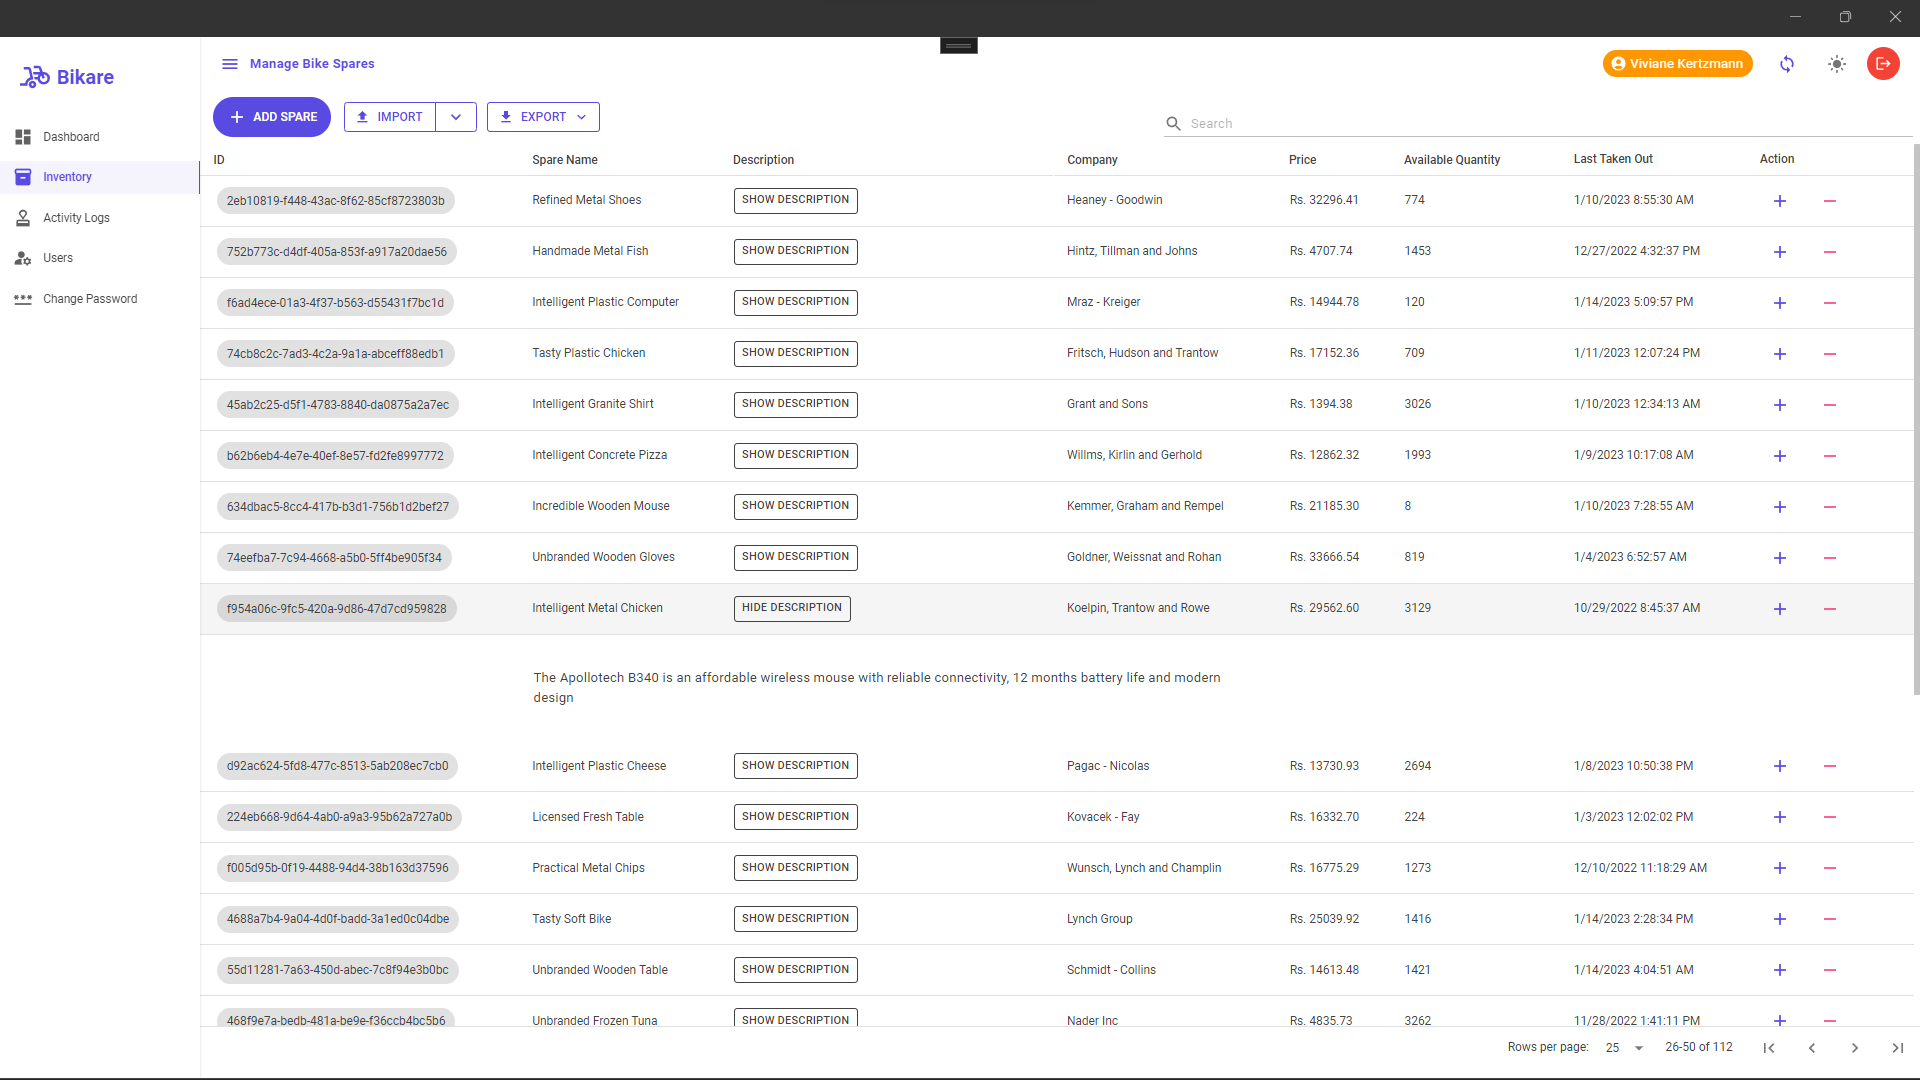 Bikare
Manage Bike Spares
Viviane Kertzmann
ADD SPARE IMPORT EXPORT Search
Dashboard
Inventory
Activity Logs
Users
Change Password
ID Spare Name Description Company Price Available Quantity Last Taken Out Action
2eb10819-f448-43ac-8f62-85cf8723803b Refined Metal Shoes SHOW DESCRIPTION Heaney - Goodwin Rs. 32296.41 774 1/10/2023 8:55:30 AM
752b773c-d4df-405a-853f-a917a20dae56 Handmade Metal Fish SHOW DESCRIPTION Hintz, Tillman and Johns Rs. 4707.74 1453 12/27/2022 4:32:37 PM
f6ad4ece-01a3-4f37-b563-d55431f7bc1d Intelligent Plastic Computer SHOW DESCRIPTION Mraz - Kreiger Rs. 14944.78 120 1/14/2023 5:09:57 PM
74cb8c2c-7ad3-4c2a-9a1a-abceff88edb1 Tasty Plastic Chicken SHOW DESCRIPTION Fritsch, Hudson and Trantow Rs. 17152.36 709 1/11/2023 12:07:24 PM
45ab2c25-d5f1-4783-8840-da0875a2a7ec Intelligent Granite Shirt SHOW DESCRIPTION Grant and Sons Rs. 1394.38 3026 1/10/2023 12:34:13 AM
b62b6eb4-4e7e-40ef-8e57-fd2fe8997772 Intelligent Concrete Pizza SHOW DESCRIPTION Willms, Kirlin and Gerhold Rs. 12862.32 1993 1/9/2023 10:17:08 AM
634dbac5-8cc4-417b-b3d1-756b1d2bef27 Incredible Wooden Mouse SHOW DESCRIPTION Kemmer, Graham and Rempel Rs. 21185.30 8 1/10/2023 7:28:55 AM
74eefba7-7c94-4668-a5b0-5ff4be905f34 Unbranded Wooden Gloves SHOW DESCRIPTION Goldner, Weissnat and Rohan Rs. 33666.54 819 1/4/2023 6:52:57 AM
f954a06c-9fc5-420a-9d86-47d7cd959828 Intelligent Metal Chicken HIDE DESCRIPTION Koelpin, Trantow and Rowe Rs. 29562.60 3129 10/29/2022 8:45:37 AM
The Apollotech B340 is an affordable wireless mouse with reliable connectivity, 12 months battery life and modern
design
d92ac624-5fd8-477c-8513-5ab208ec7cb0 Intelligent Plastic Cheese SHOW DESCRIPTION Pagac - Nicolas Rs. 13730.93 2694 1/8/2023 10:50:38 PM
224eb668-9d64-4ab0-a9a3-95b62a727a0b Licensed Fresh Table SHOW DESCRIPTION Kovacek - Fay Rs. 16332.70 224 1/3/2023 12:02:02 PM
f005d95b-0f19-4488-94d4-38b163d37596 Practical Metal Chips SHOW DESCRIPTION Wunsch, Lynch and Champlin Rs. 16775.29 1273 12/10/2022 11:18:29 AM
4688a7b4-9a04-4d0f-badd-3a1ed0c04dbe Tasty Soft Bike SHOW DESCRIPTION Lynch Group Rs. 25039.92 1416 1/14/2023 2:28:34 PM
55d11281-7a63-450d-abec-7c8f94e3b0bc Unbranded Wooden Table SHOW DESCRIPTION Schmidt - Collins Rs. 14613.48 1421 1/14/2023 4:04:51 AM
468f9e7a-bedb-481a-be9e-f36ccb4bc5b6 Unbranded Frozen Tuna SHOW DESCRIPTION Nader Inc Rs. 4835.73 3262 11/28/2022 1:41:11 PM
Rows per page: 25 26-50 of 112